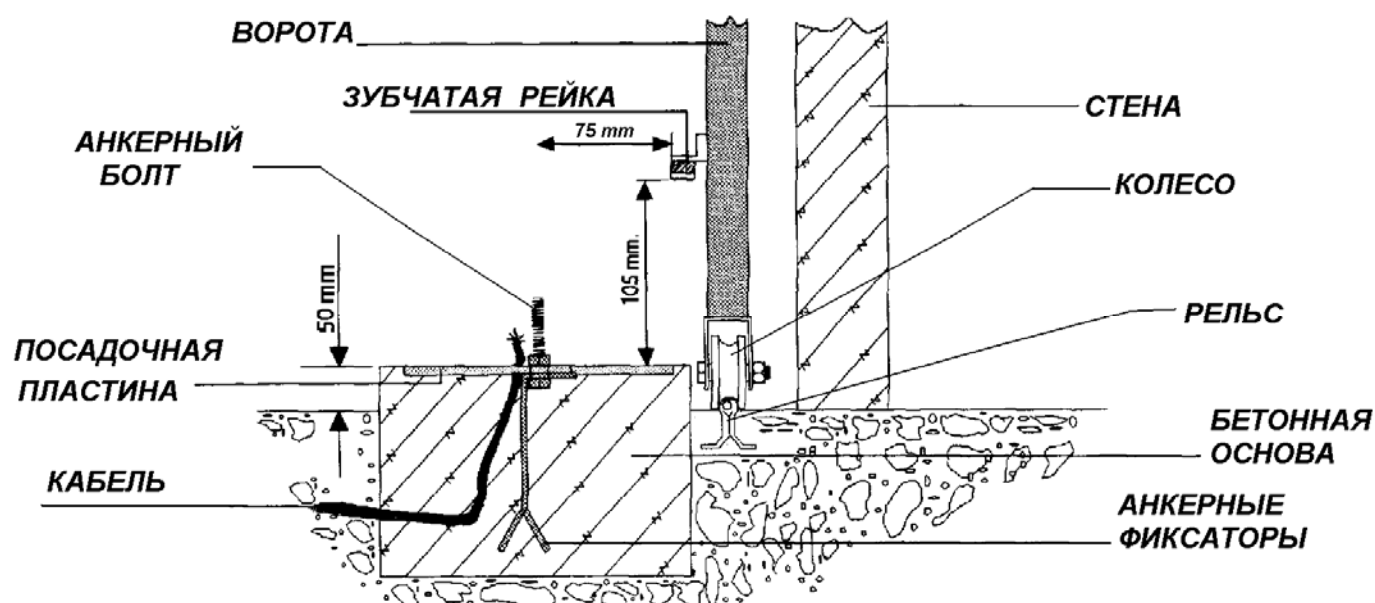 ВОРОТА
ЗУБЧАТАЯ РЕЙКА
75 mm
АНКЕРНЫЙ
БОЛТ
СТЕНА
КОЛЕСО
105 mm.
50 mm
РЕЛЬС
ПОСАДОЧНАЯ
ПЛАСТИНА
БЕТОННАЯ
ОСНОВА
КАБЕЛЬ
АНКЕРНЫЕ
ФИКСАТОРЫ